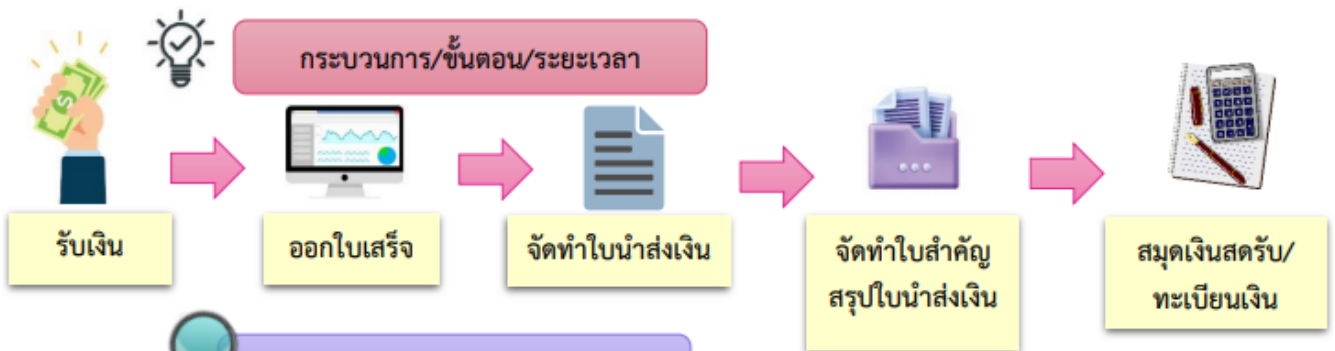 กระบวนการ/ขั้นตอน/ระยะเวลา
รับเงิน
ออกใบเสร็จ
จัดทำใบนำส่งเงิน
จัดทำใบสำคัญ
สรุปใบนำส่งเงิน
สมุดเงินสดรับ/
ทะเบียนเงิน